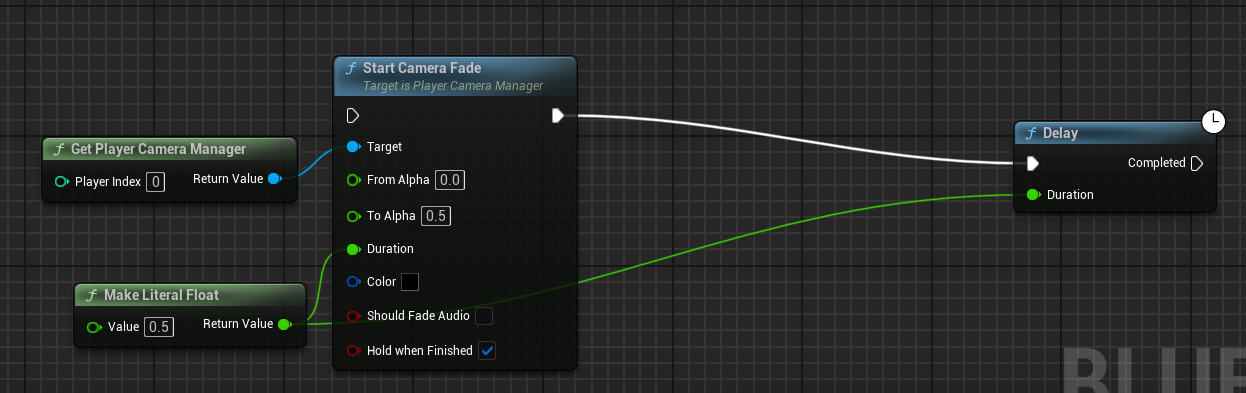 Start Camera Fade
Target is Player Camera Manager
Get Player Camera Manager
Player Index 0
Return Value
Target
From Alpha 0.0
To Alpha 0.5
Duration
Color
Should Fade Audio
Hold when Finished
Make Literal Float
Value 0.5
Return Value
Delay
Completed
Duration